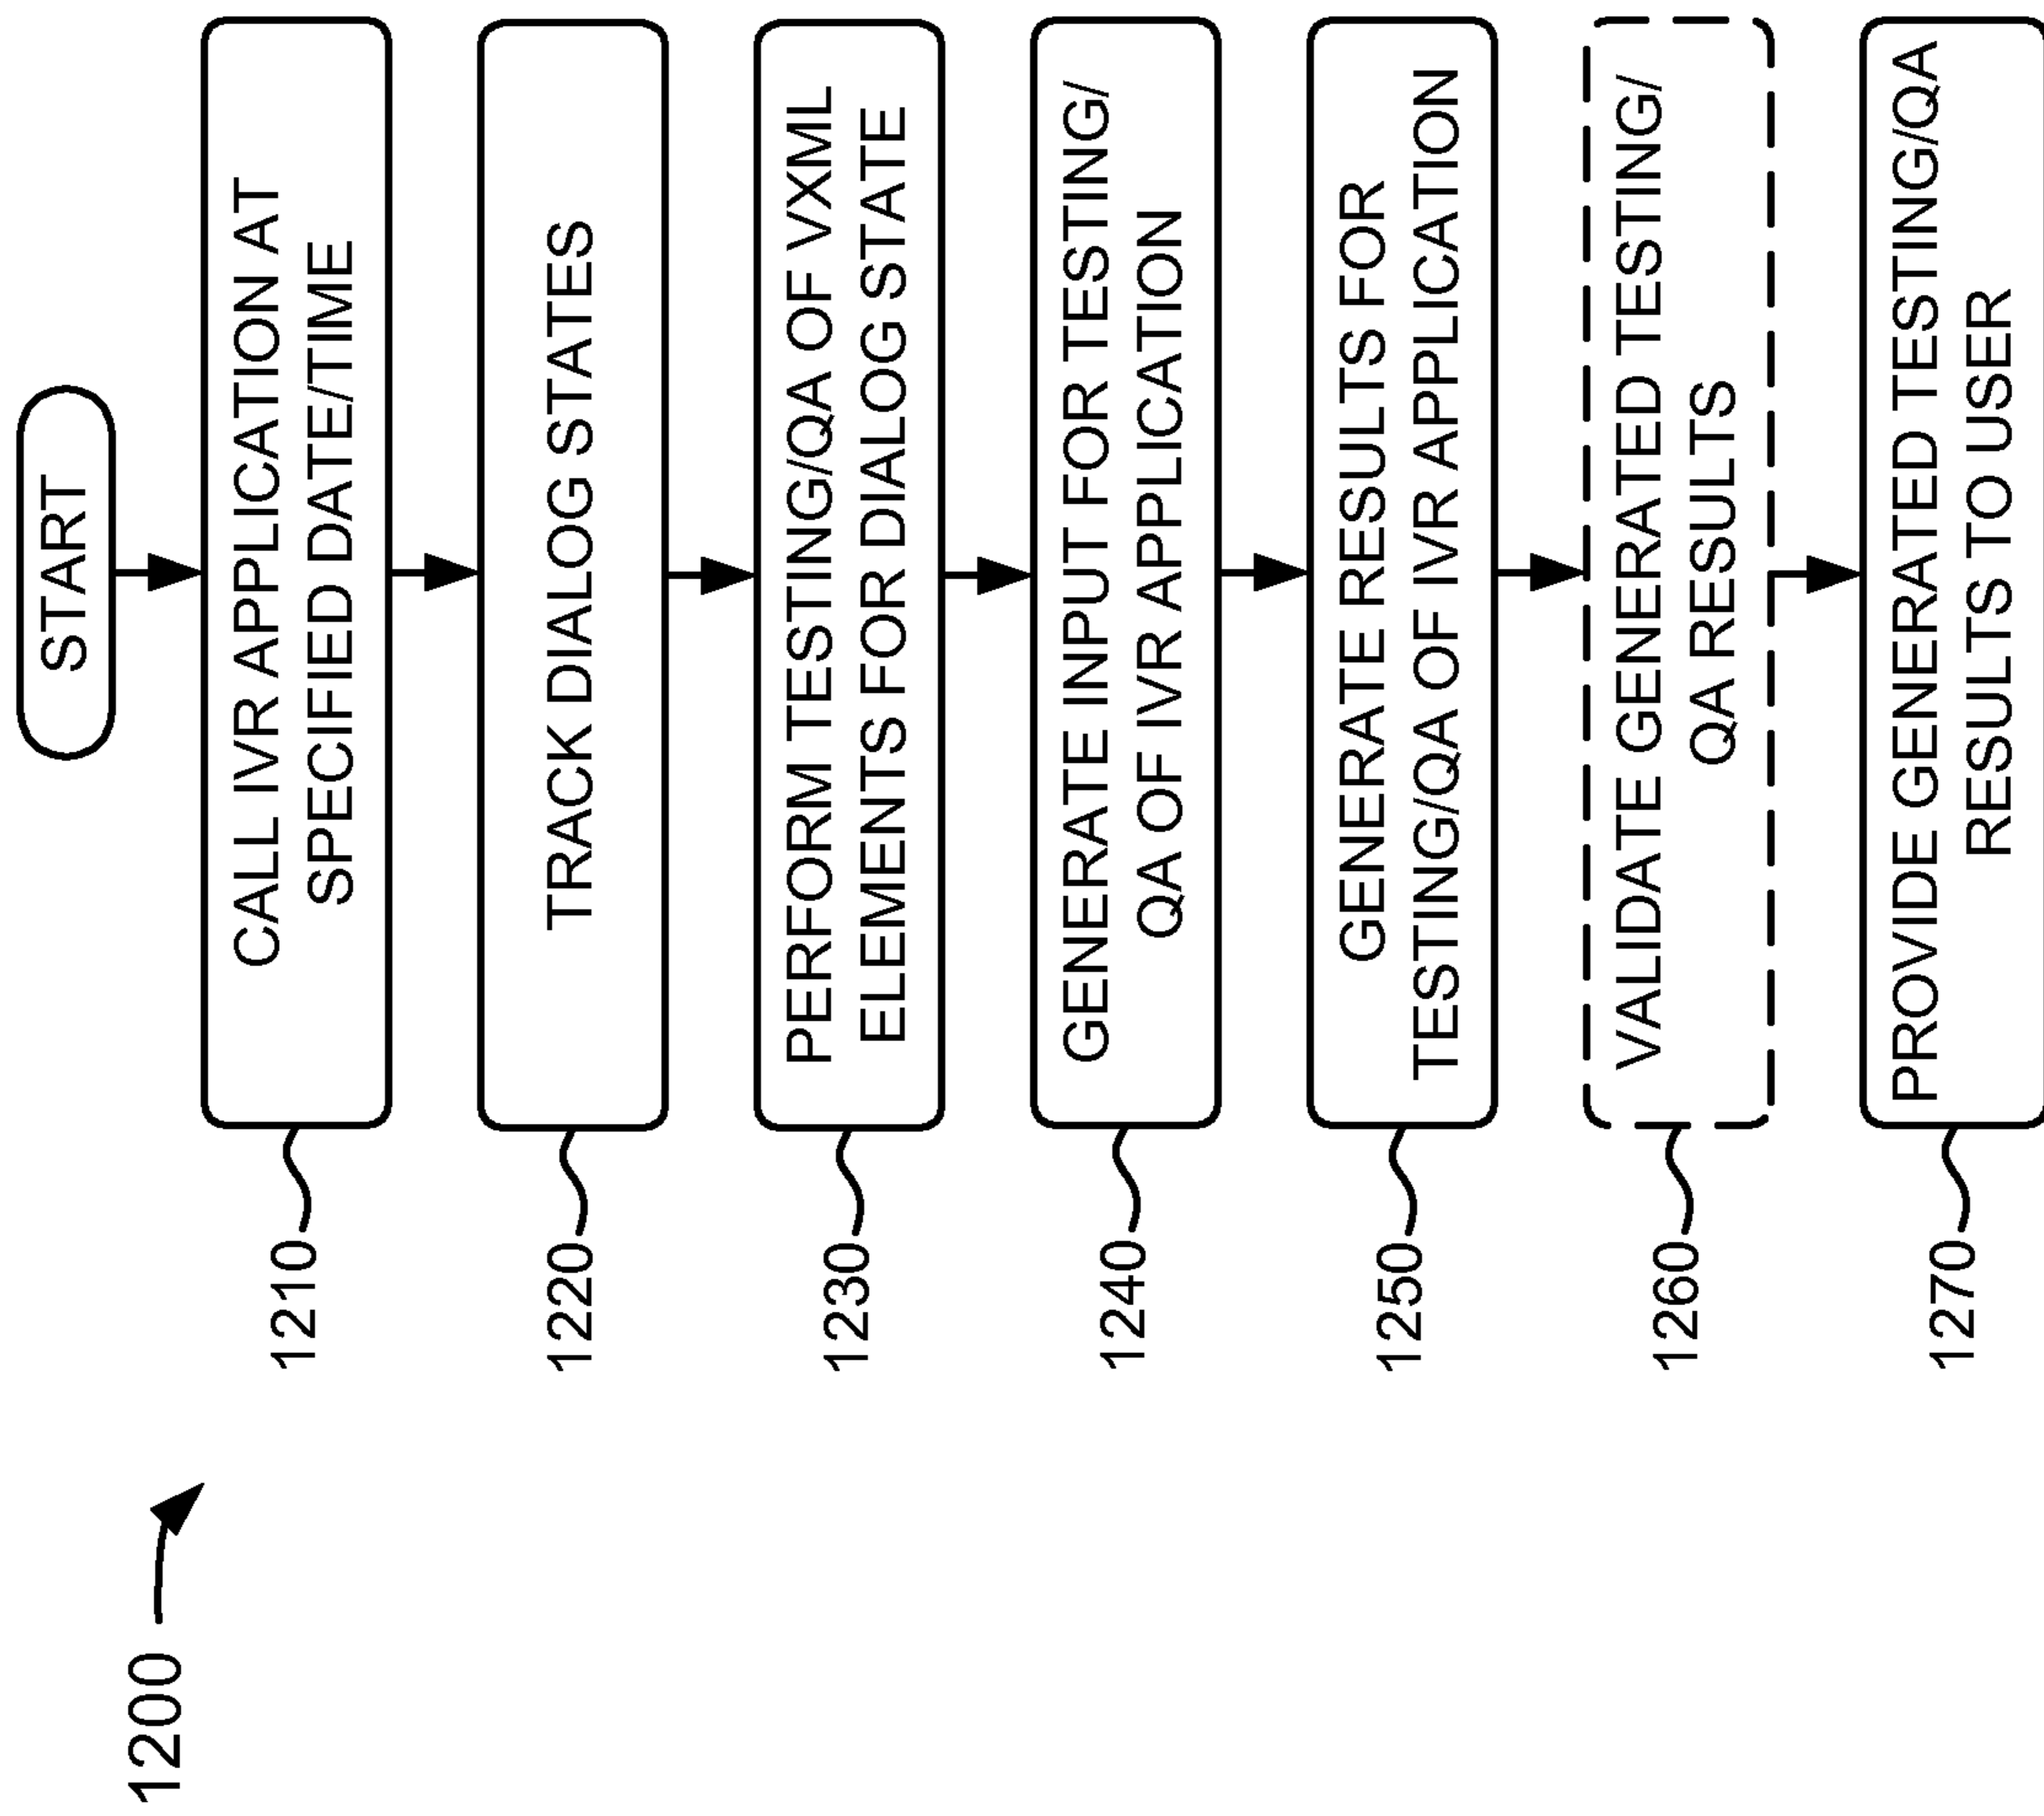 1200
START
1210
CALL IVR APPLICATION AT
SPECIFIED DATE/TIME
1220
TRACK DIALOG STATES
1230
PERFORM TESTING/QA OF VXML
ELEMENTS FOR DIALOG STATE
1240
GENERATE INPUT FOR TESTING/
QA OF IVR APPLICATION
1250
GENERATE RESULTS FOR
TESTING/QA OF IVR APPLICATION
1260
VALIDATE GENERATED TESTING/
QA RESULTS
1270
PROVIDE GENERATED TESTING/QA
RESULTS TO USER